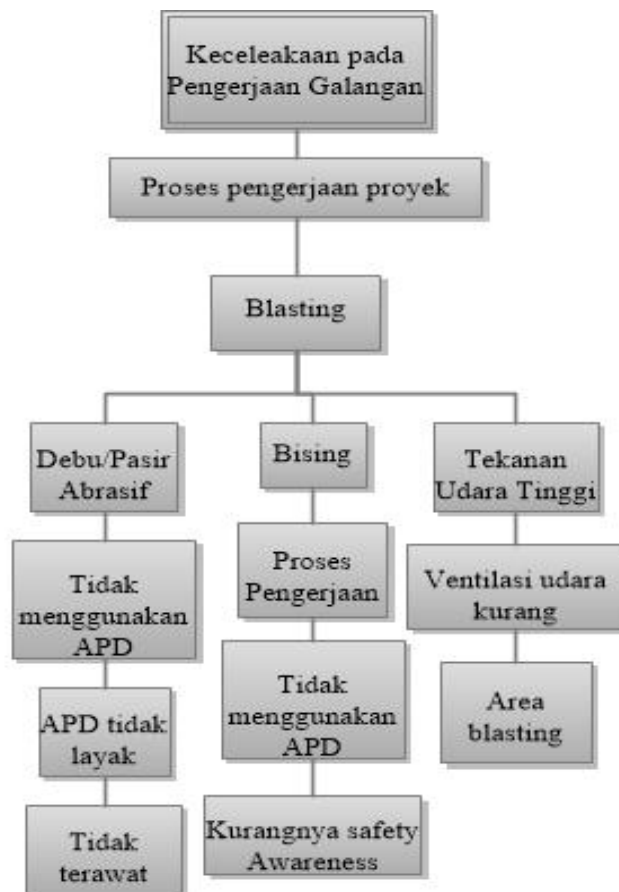 Keceleakaan pada
Pengerjaan Galangan
Proses pengerjaan proyek
Blasting
Debu/Pasir
Abrasif
Tidak
menggunakan
APD
APD tidak
layak
Tidak
terawat
Bising
Proses
Pengerjaan
Tidak
menggunakan
APD
Kurangnya safety
Awareness
Tekanan
Udara Tinggi
Ventilasi udara
kurang
Area
blasting